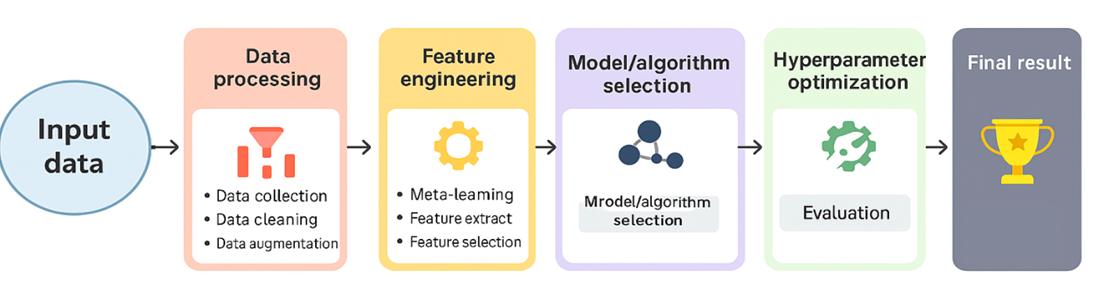 Input
data
Data
processing
• Data collection
• Data cleaning
• Data augmentation
Feature
engineering
• Meta-leaming
• Feature extract
• Feature selection
Model/algorithm
selection
Mrodel/algorithm
selection
Hyperparameter
optimization
Evaluation
Final result